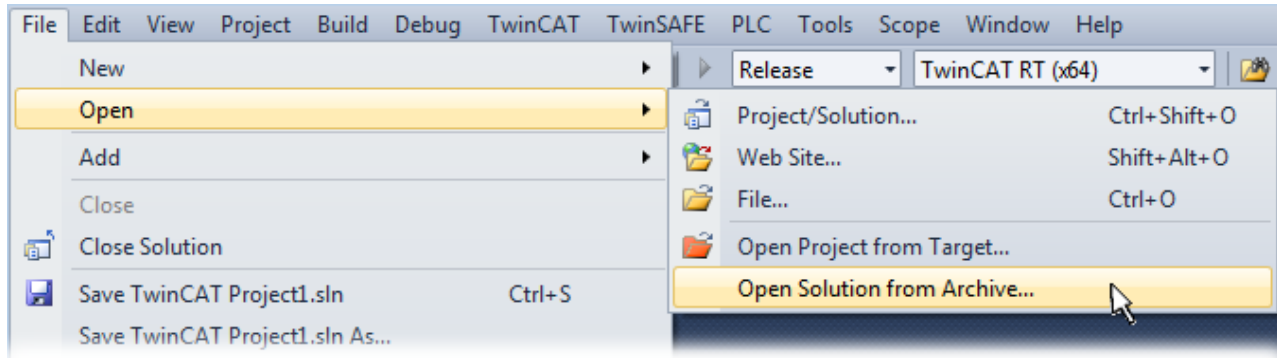 File Edit View Project Build Debug TwinCAT TwinSAFE PLC Tools Scope Window Help
New
Release TwinCAT RT (x64)
Open
Project/Solution... Ctrl+Shift+O
Add
Web Site... Shift+Alt+O
Close
File... Ctrl+O
Close Solution
Open Project from Target...
Save TwinCAT Project1.sln Ctrl+S
Open Solution from Archive...
Save TwinCAT Project1.sln As...